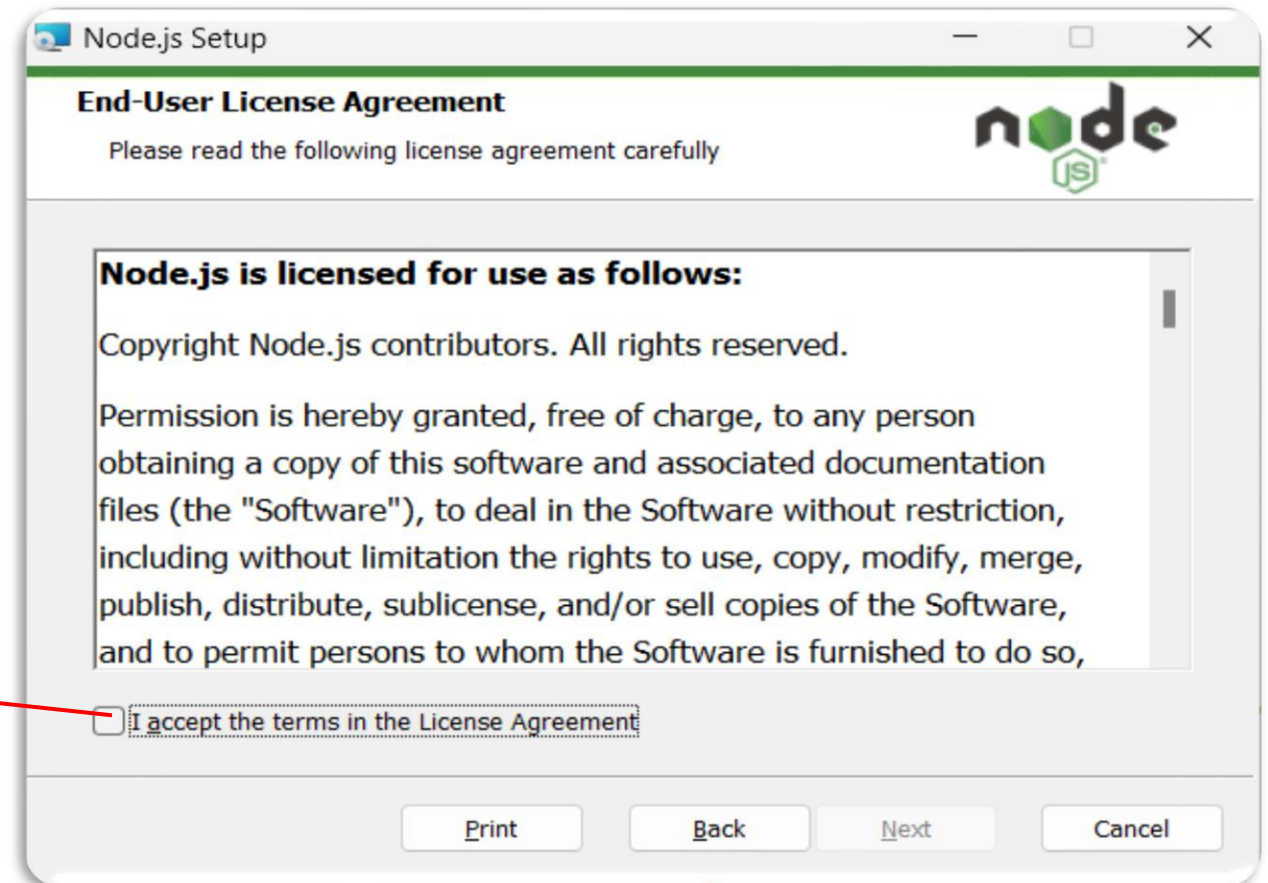 Node.js Setup
End-User License Agreement
Please read the following license agreement carefully
node
JS
Node.js is licensed for use as follows:
Copyright Node.js contributors. All rights reserved.
Permission is hereby granted, free of charge, to any person
obtaining a copy of this software and associated documentation
files (the "Software"), to deal in the Software without restriction,
including without limitation the rights to use, copy, modify, merge,
publish, distribute, sublicense, and/or sell copies of the Software,
and to permit persons to whom the Software is furnished to do so,
I accept the terms in the License Agreement
Print Back Next Cancel